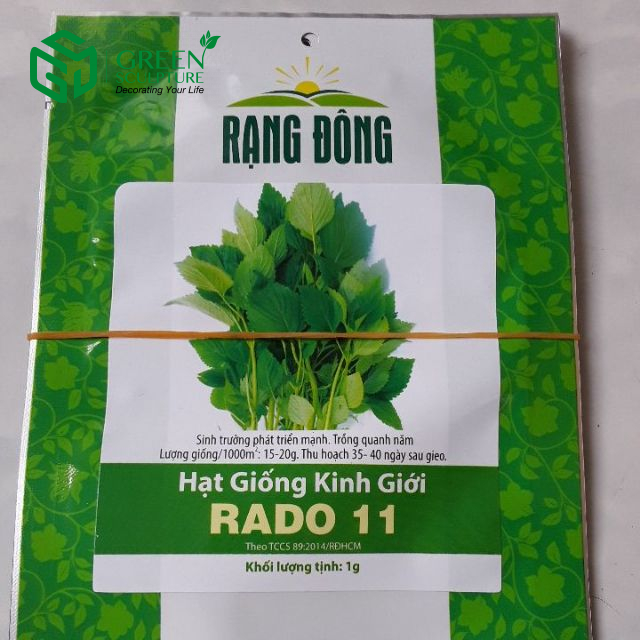 GREEN
Decorating Your Life
RẠNG ĐÔNG
Sinh trưởng phát triển mạnh. Trồng quanh năm
Lượng giống/1000m²: 15-20g. Thu hoạch 35- 40 ngày sau gieo.
Hạt Giống Kinh Giới
RADO 11
Theo TCCS 89:2014/RĐHCM
Khối lượng tịnh: 1g